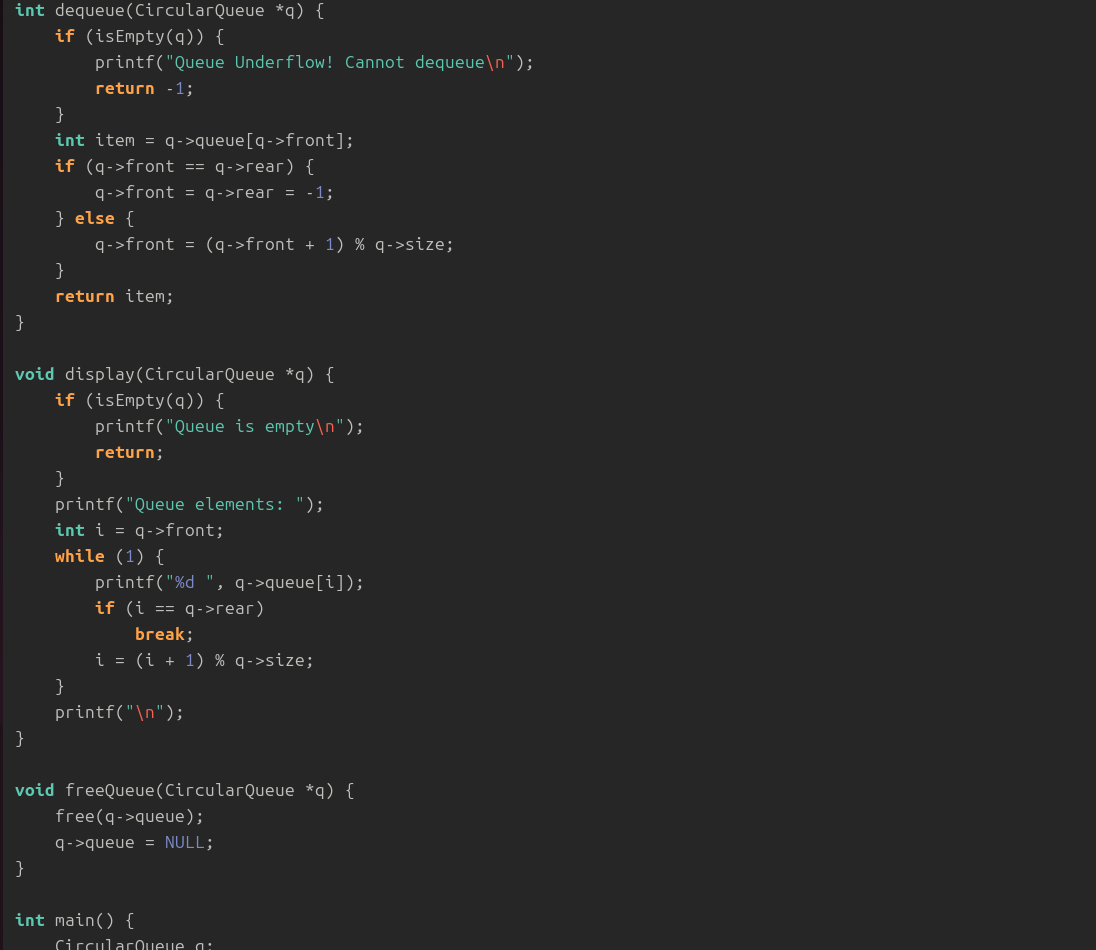 int dequeue(CircularQueue *q) {
    if (isEmpty(q)) {
        printf("Queue Underflow! Cannot dequeue\n");
        return -1;
    }
    int item = q->queue[q->front];
    if (q->front == q->rear) {
        q->front = q->rear = -1;
    } else {
        q->front = (q->front + 1) % q->size;
    }
    return item;
}

void display(CircularQueue *q) {
    if (isEmpty(q)) {
        printf("Queue is empty\n");
        return;
    }
    printf("Queue elements: ");
    int i = q->front;
    while (1) {
        printf("%d ", q->queue[i]);
        if (i == q->rear)
            break;
        i = (i + 1) % q->size;
    }
    printf("\n");
}

void freeQueue(CircularQueue *q) {
    free(q->queue);
    q->queue = NULL;
}

int main() {
    CircularQueue q;